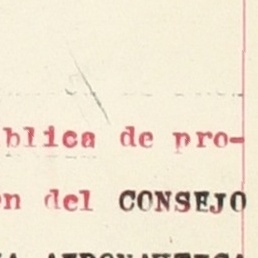 blica de pro-
n del CONSEJO